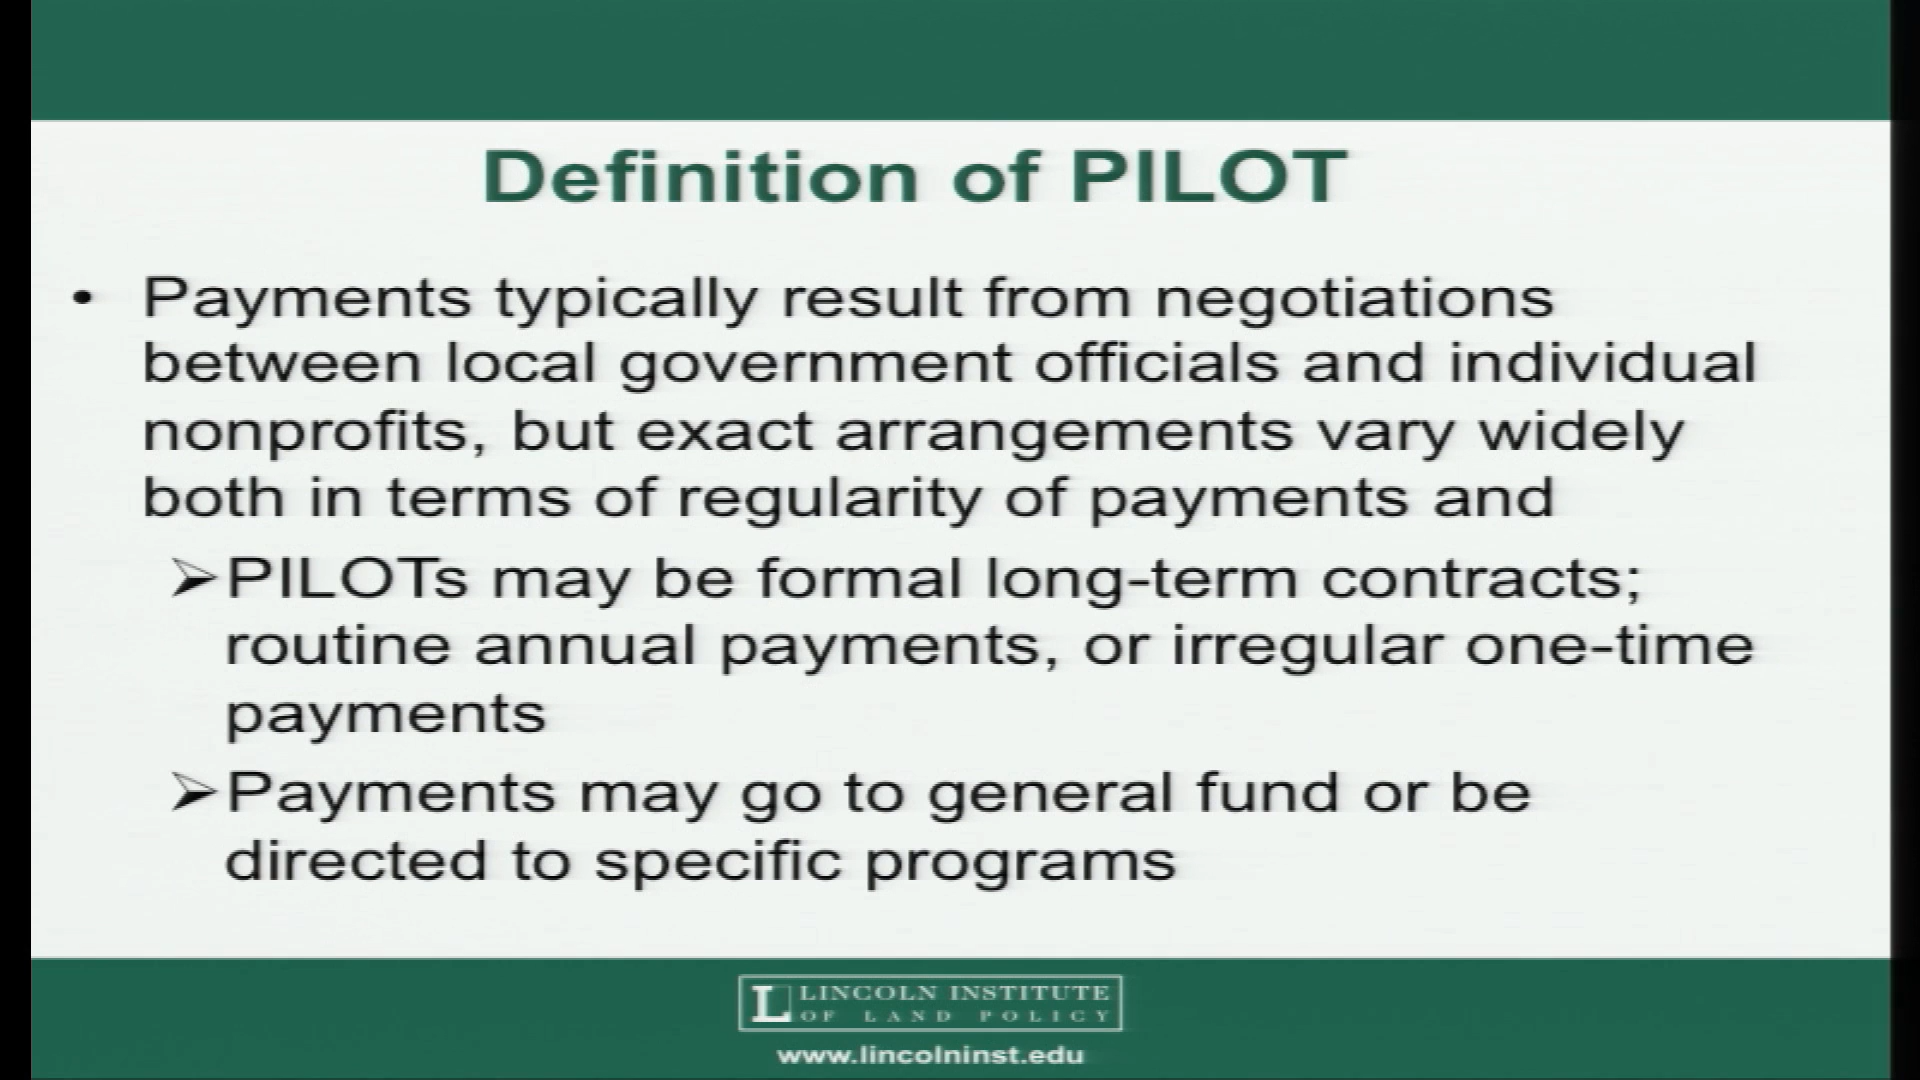 Definition of PILOT
• Payments typically result from negotiations
between local government officials and individual
nonprofits, but exact arrangements vary widely
both in terms of regularity of payments and
➢PILOTs may be formal long-term contracts;
routine annual payments, or irregular one-time
payments
➢Payments may go to general fund or be
directed to specific programs
L LINCOLN INSTITUTE
OF LAND POLICY
www.lincolninst.edu